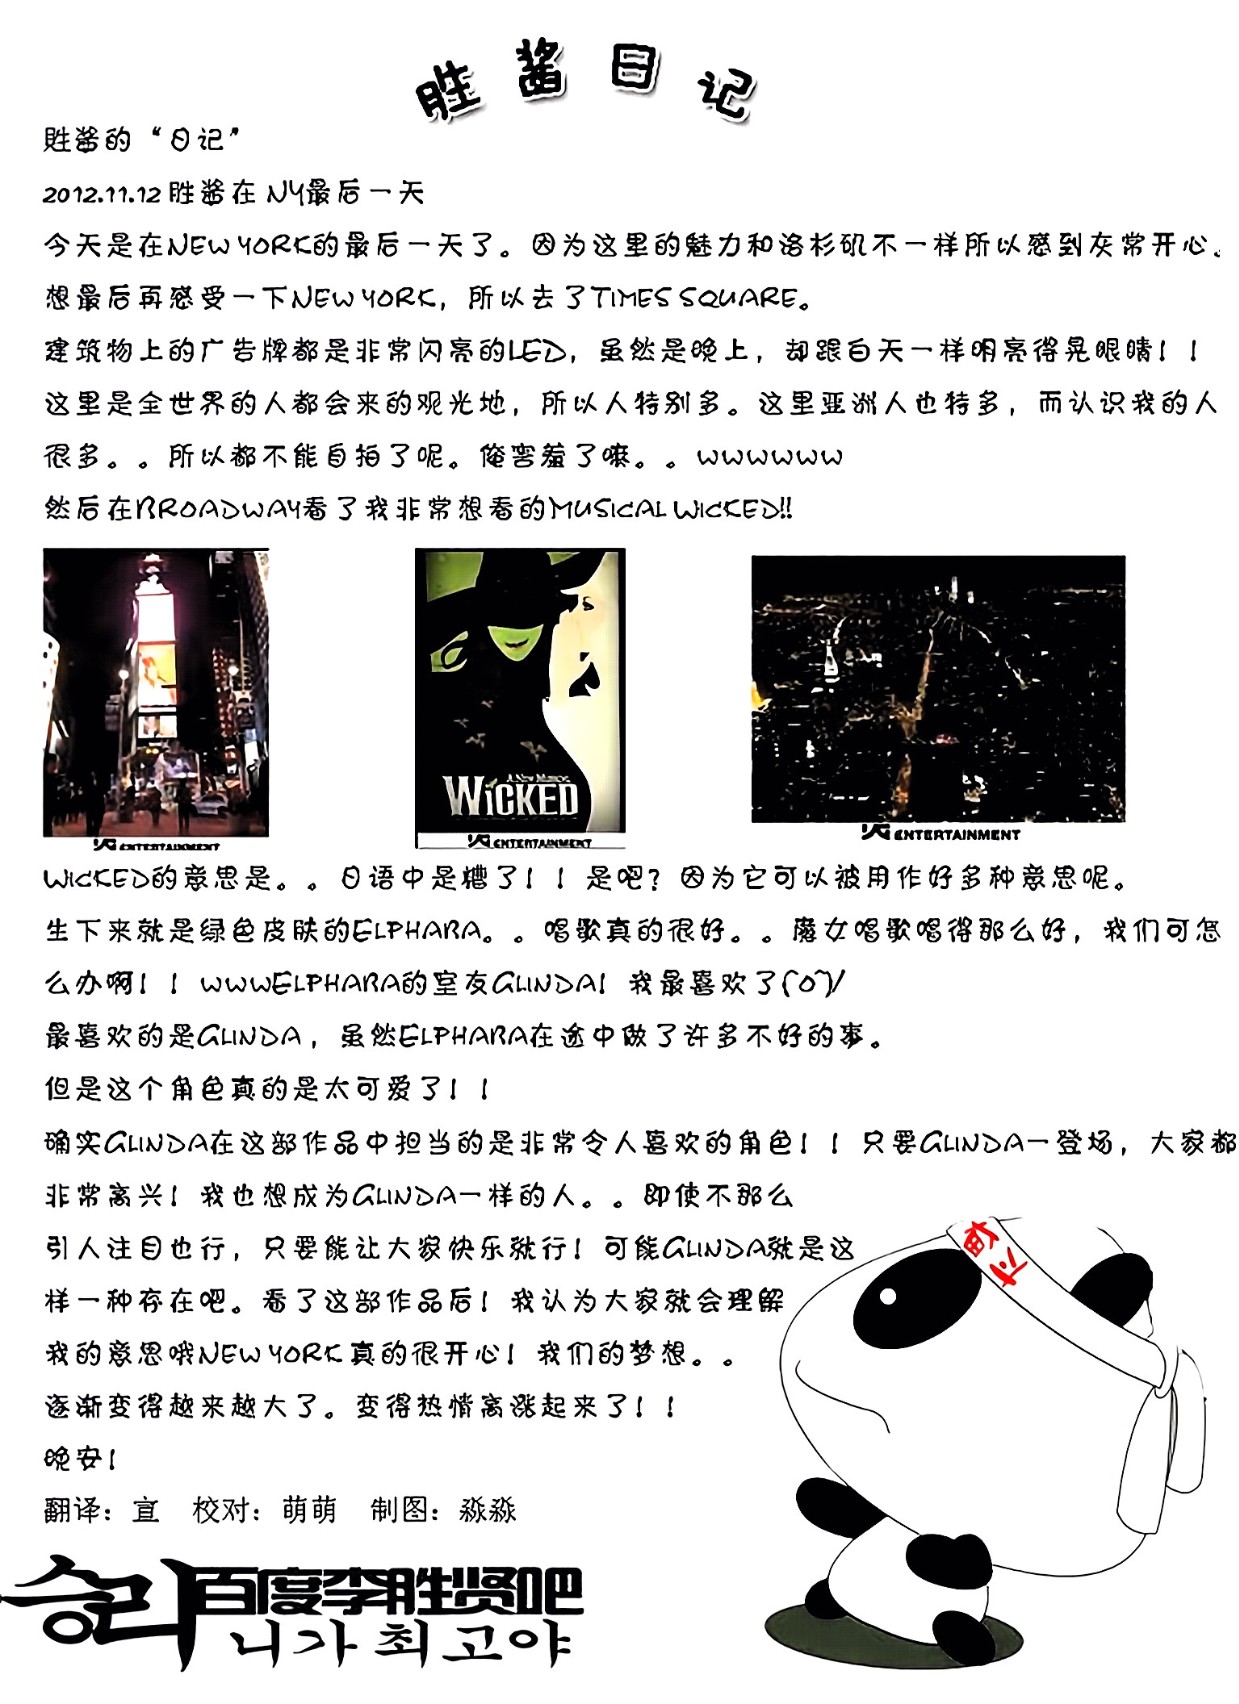 胜酱日记
胜酱的“日记”
2012.11.12 胜酱在 NY最后一天
今天是在NEW YORK的最后一天了。因为这里的魅力和洛杉矶不一样所以感到灰常开心。
想最后再感受一下NEW YORK，所以去了TIMES SQUARE。
建筑物上的广告牌都是非常闪亮的LED，虽然是晚上，却跟白天一样明亮得晃眼睛！！
这里是全世界的人都会来的观光地，所以人特别多。这里亚洲人也特多，而认识我的人
很多。。所以都不能自拍了呢。俺害羞了嘛。。WWWWWW
然后在BROADWAY看了我非常想看的MUSICAL WICKED!!
A NEW MUSICAL
WICKED
YG ENTERTAINMENT
YG ENTERTAINMENT
YG ENTERTAINMENT
WICKED的意思是。。日语中是糟了！！是吧？因为它可以被用作好多种意思呢。
生下来就是绿色皮肤的ELPHARA。。唱歌真的很好。。魔女唱歌唱得那么好，我们可怎
么办啊！！WWWELPHARA的室友GLINDA！我最喜欢了(^O^)/
最喜欢的是GLINDA，虽然ELPHARA在途中做了许多不好的事。
但是这个角色真的是太可爱了！！
确实GLINDA在这部作品中担当的是非常令人喜欢的角色！！只要GLINDA一登场，大家都
非常高兴！我也想成为GLINDA一样的人。。即使不那么
引人注目也行，只要能让大家快乐就行！可能GLINDA就是这
样一种存在吧。看了这部作品后！我认为大家就会理解
我的意思哦NEW YORK真的很开心！我们的梦想。。
逐渐变得越来越大了。变得热情高涨起来了！！
晚安！
翻译：宣 校对：萌萌 制图：淼淼
승리百度李胜贤吧
니가 최고야